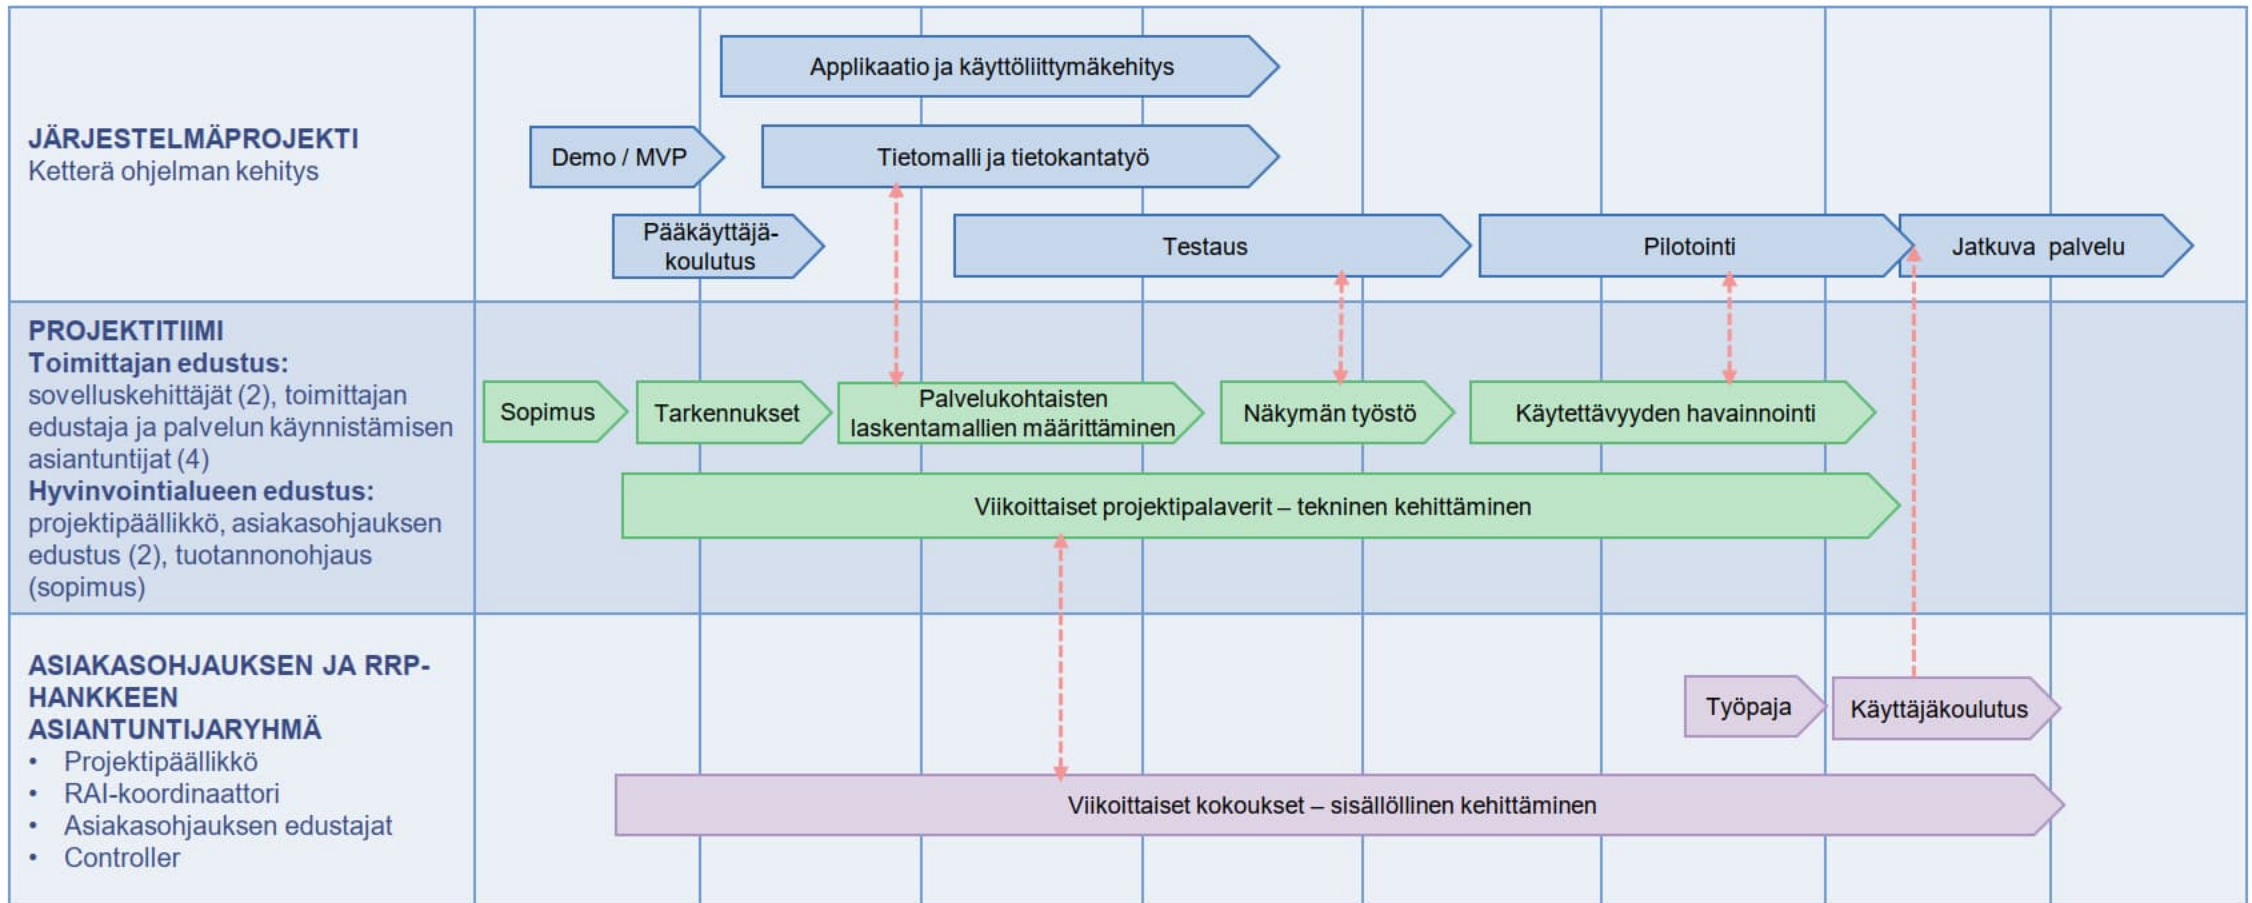 JÄRJESTELMÄPROJEKTI
Ketterä ohjelman kehitys
Applikaatio ja käyttöliittymäkehitys
Demo / MVP
Tietomalli ja tietokantatyö
Pääkäyttäjä-
koulutus
Testaus
Pilotointi
Jatkuva palvelu
PROJEKTITIIMI
Toimittajan edustus:
sovelluskehittäjät (2), toimittajan
edustaja ja palvelun käynnistämisen
asiantuntijat (4)
Hyvinvointialueen edustus:
projektipäällikkö, asiakasohjauksen
edustus (2), tuotannonohjaus
(sopimus)
Sopimus
Tarkennukset
Palvelukohtaisten
laskentamallien määrittäminen
Näkymän työstö
Käytettävyyden havainnointi
Viikoittaiset projektipalaverit – tekninen kehittäminen
ASIAKASOHJAUKSEN JA RRP-
HANKKEEN
ASIANTUNTIJARYHMÄ
• Projektipäällikkö
• RAI-koordinaattori
• Asiakasohjauksen edustajat
• Controller
Työpaja
Käyttäjäkoulutus
Viikoittaiset kokoukset – sisällöllinen kehittäminen